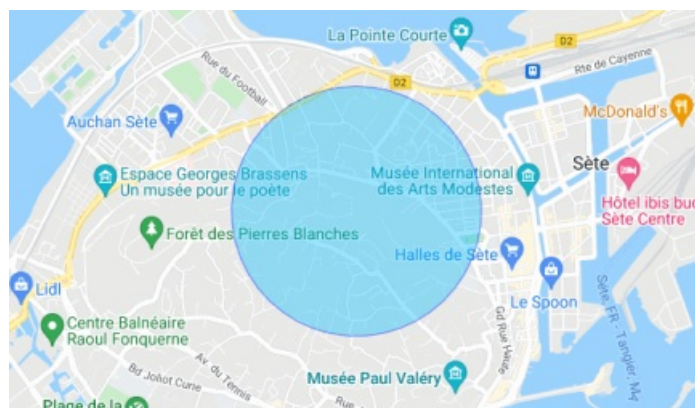 La Pointe Courte
D2
Rte de Cayenne
Rue du Football
D2
McDonald's
Auchan Sète
Sète
Espace Georges Brassens
Un musée pour le poète
Musée International
des Arts Modestes
Hôtel ibis bud
Sète Centre
Forêt des Pierres Blanches
Halles de Sète
Lidl
Le Spoon
Gd Rue Haute
Sète, FR - Tangier, M
Centre Balnéaire
Raoul Fonquerne
Av. du Tennis
Bd Joliot Curie
Musée Paul Valéry
Rue
Plage de la